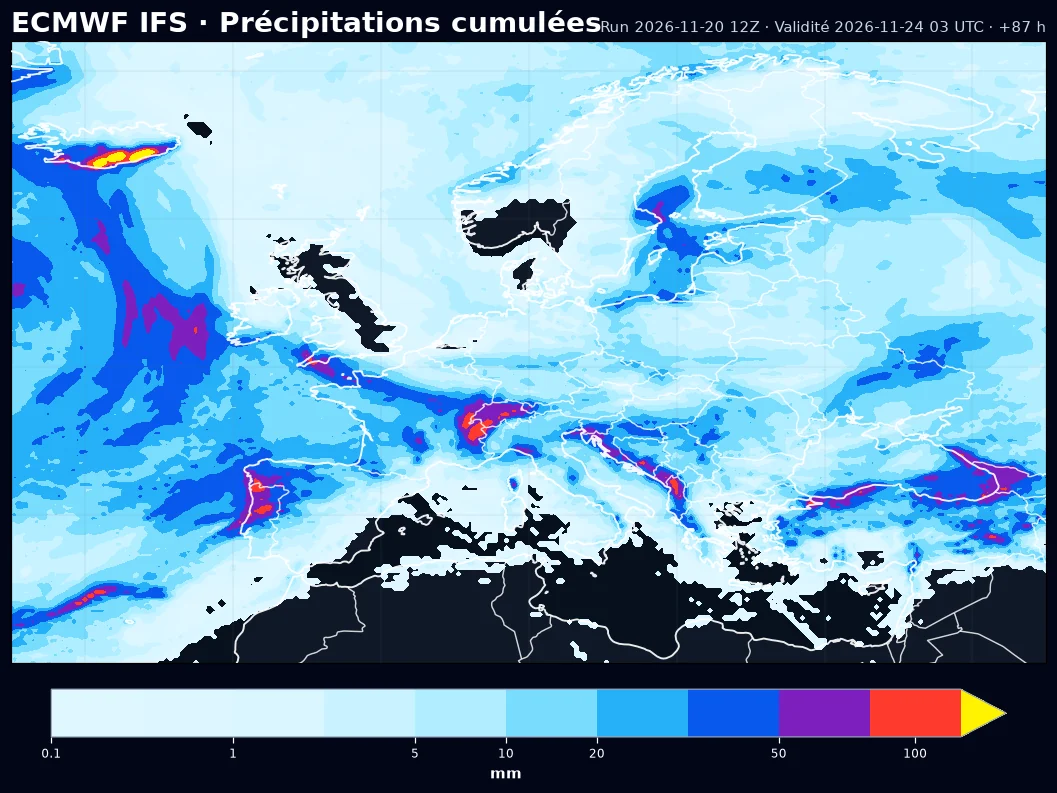 ECMWF IFS · Précipitations cumulées
Run 2026-11-20 12Z · Validité 2026-11-24 03 UTC · +87 h
0.1 1 5 10 20 50 100
mm